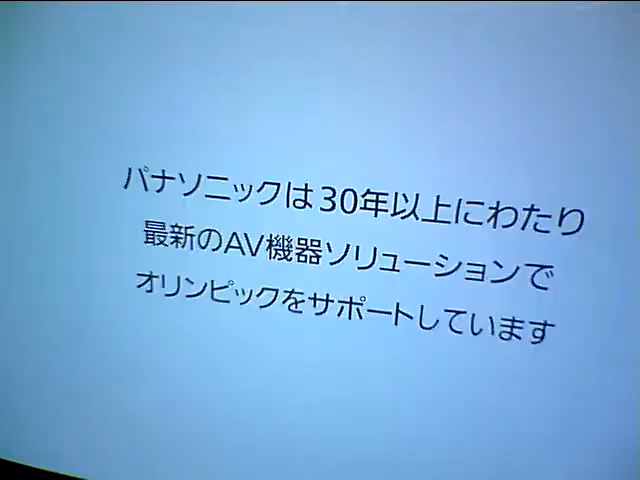 パナソニックは30年以上にわたり
最新のAV機器ソリューションで
オリンピックをサポートしています